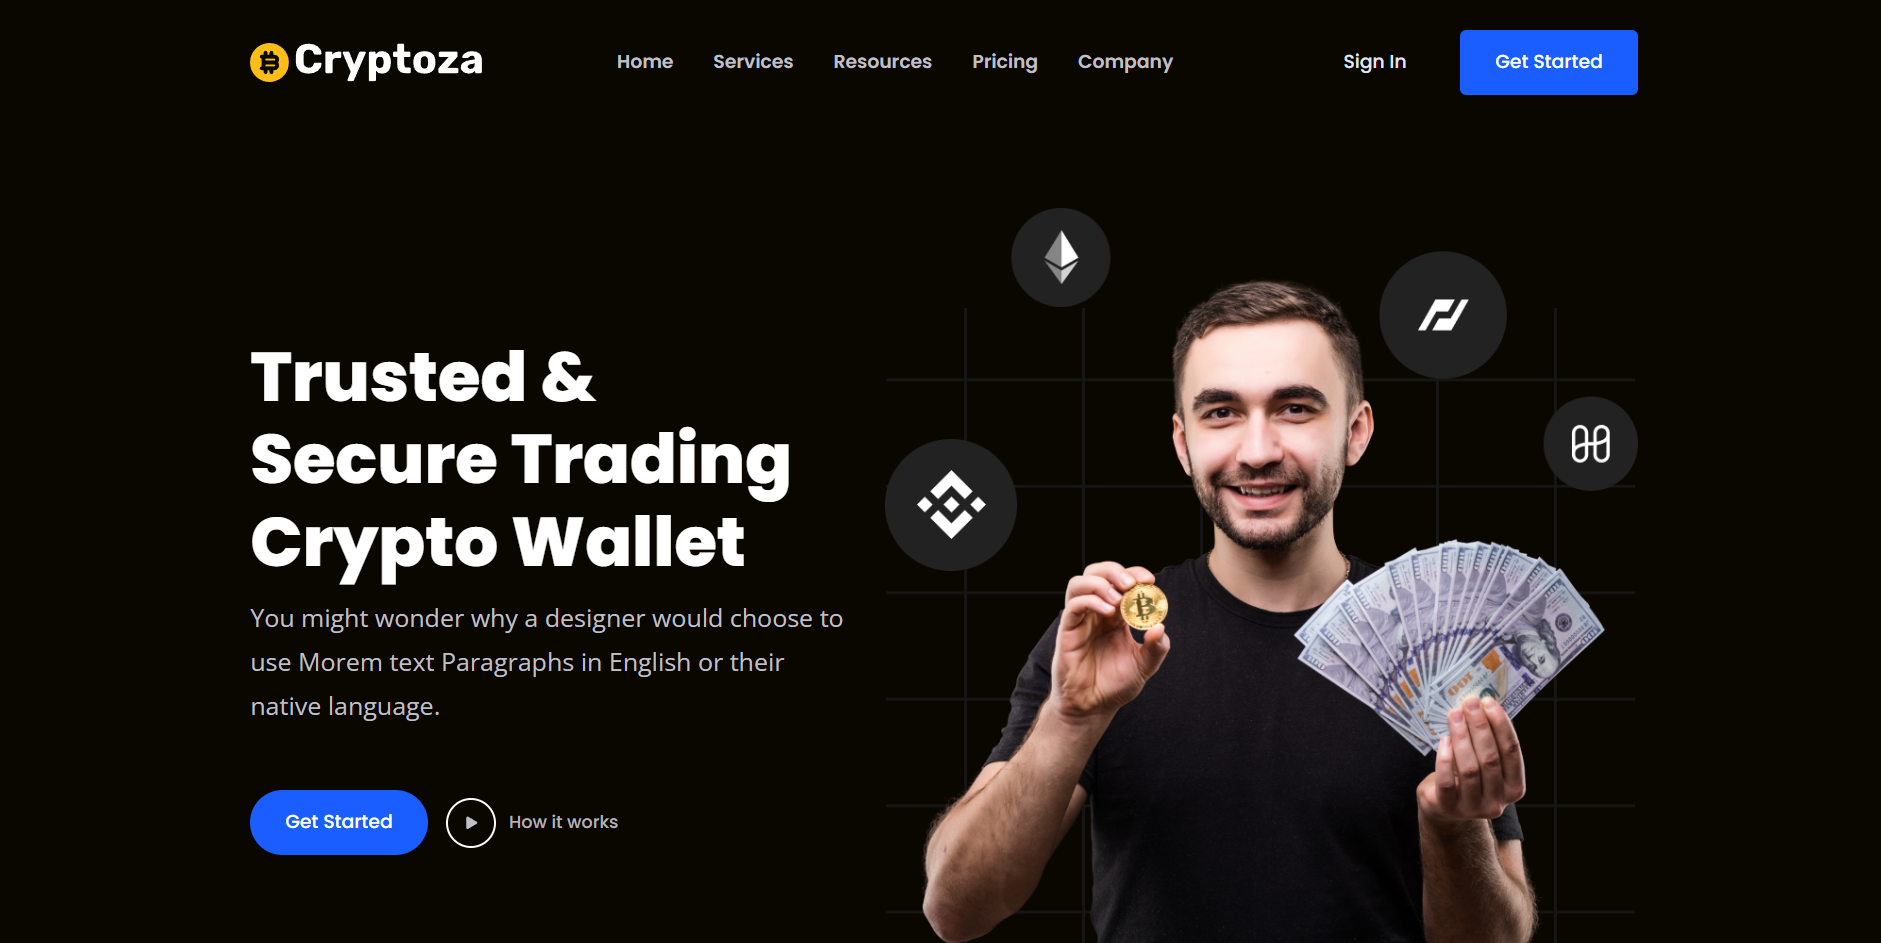 Cryptoza
Home Services Resources Pricing Company Sign In Get Started
Trusted &
Secure Trading
Crypto Wallet
You might wonder why a designer would choose to
use Morem text Paragraphs in English or their
native language.
Get Started How it works
100